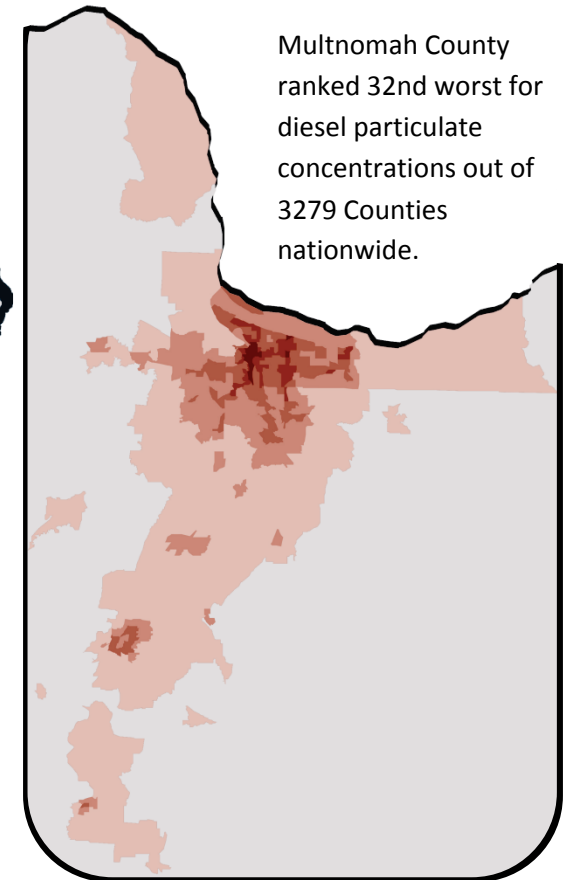 Multnomah County
ranked 32nd worst for
diesel particulate
concentrations out of
3279 Counties
nationwide.